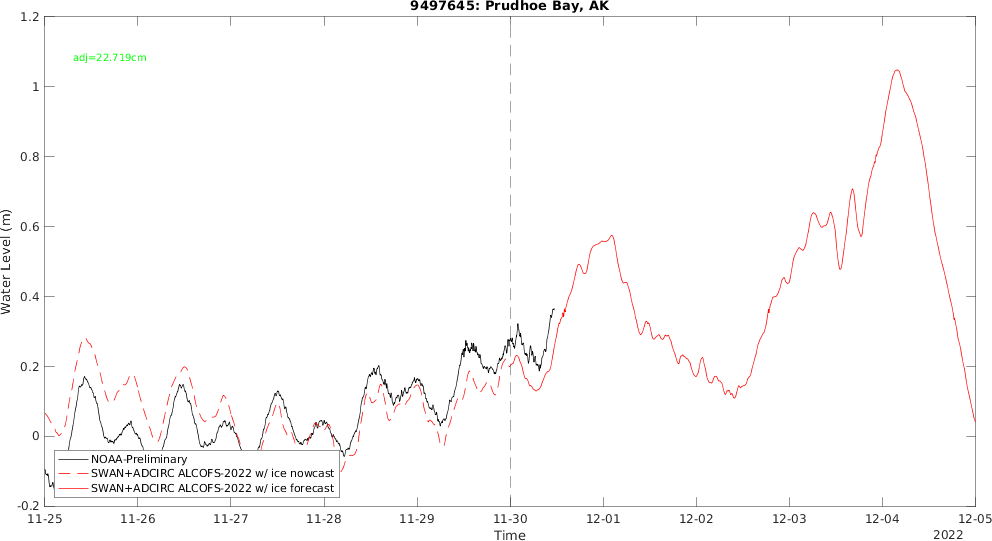 9497645: Prudhoe Bay, AK
1.2
adj=22.719cm
1
0.8
0.6
Water Level (m)
0.4
0.2
0
NOAA-Preliminary
SWAN+ADCIRC ALCOFS-2022 w/ ice nowcast
SWAN+ADCIRC ALCOFS-2022 w/ ice forecast
-0.2
11-25 11-26 11-27 11-28 11-29 11-30 12-01 12-02 12-03 12-04 12-05
Time
2022